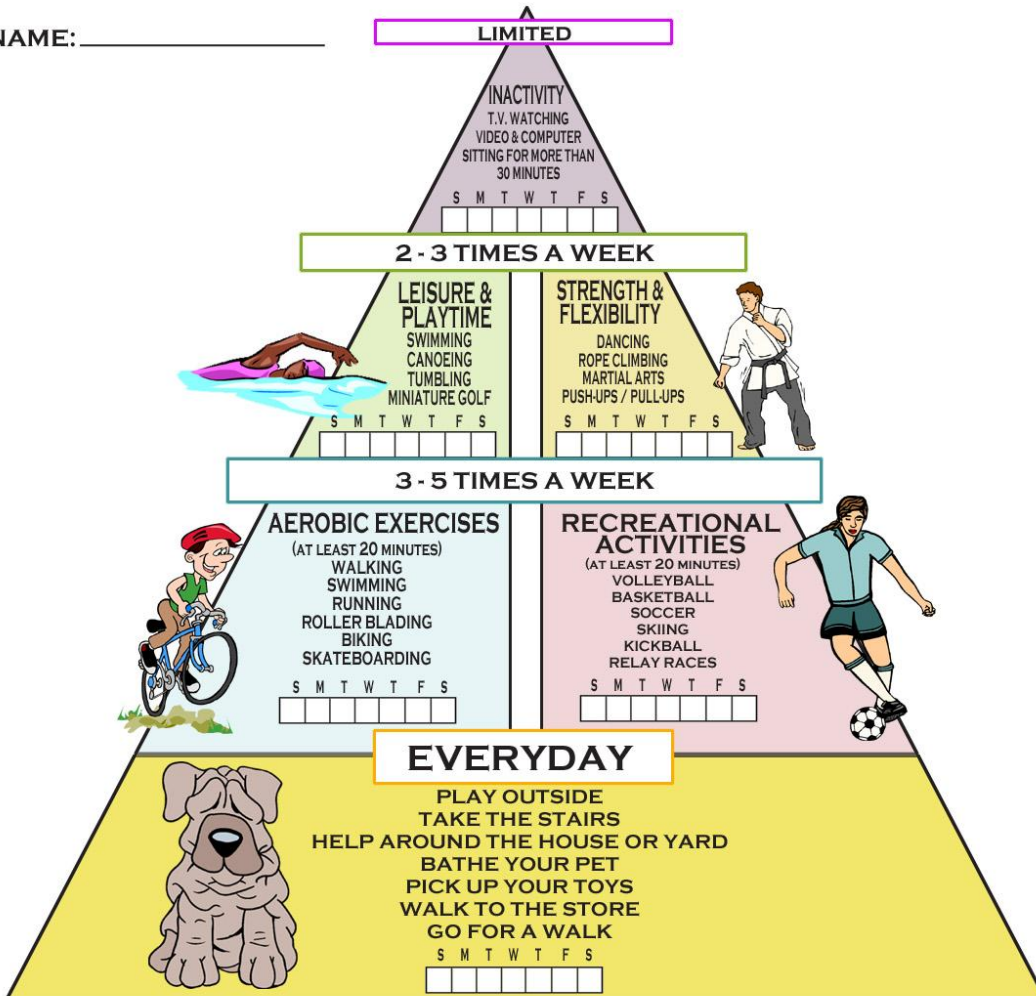 NAME:
LIMITED
INACTIVITY
T.V. WATCHING
VIDEO & COMPUTER
SITTING FOR MORE THAN
30 MINUTES
S M T W T F S
2 - 3 TIMES A WEEK
LEISURE &
PLAYTIME
SWIMMING
CANOEING
TUMBLING
MINIATURE GOLF
S M T W T F S
STRENGTH &
FLEXIBILITY
DANCING
ROPE CLIMBING
MARTIAL ARTS
PUSH-UPS / PULL-UPS
S M T W T F S
3 - 5 TIMES A WEEK
AEROBIC EXERCISES
(AT LEAST 20 MINUTES)
WALKING
SWIMMING
RUNNING
ROLLER BLADING
BIKING
SKATEBOARDING
S M T W T F S
RECREATIONAL
ACTIVITIES
(AT LEAST 20 MINUTES)
VOLLEYBALL
BASKETBALL
SOCCER
SKIING
KICKBALL
RELAY RACES
S M T W T F S
EVERYDAY
PLAY OUTSIDE
TAKE THE STAIRS
HELP AROUND THE HOUSE OR YARD
BATHE YOUR PET
PICK UP YOUR TOYS
WALK TO THE STORE
GO FOR A WALK
S M T W T F S